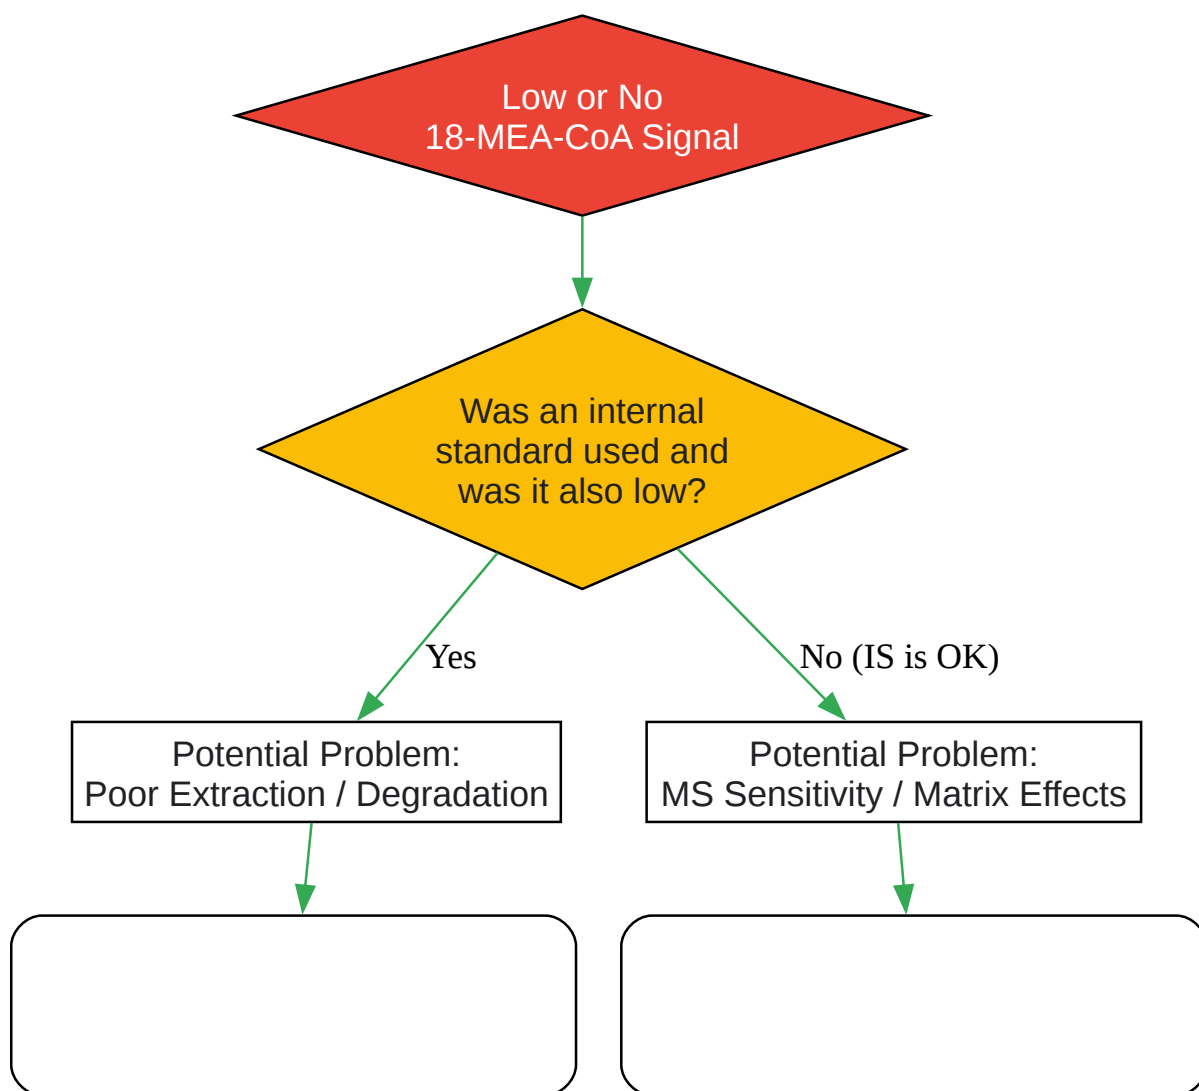 Low or No
18-MEA-CoA Signal
Was an internal
standard used and
was it also low?
Yes
No (IS is OK)
Potential Problem:
Poor Extraction / Degradation
Potential Problem:
MS Sensitivity / Matrix Effects